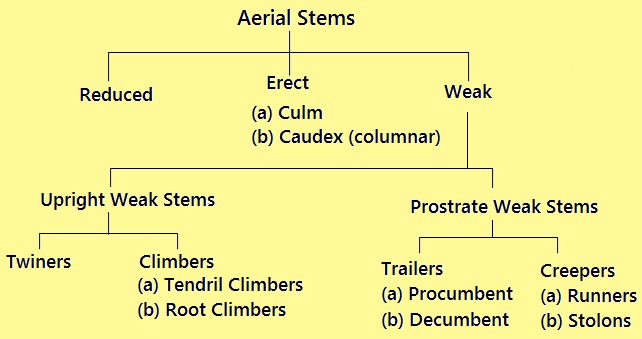 Aerial Stems
Reduced
Erect
(a) Culm
(b) Caudex (columnar)
Weak
Upright Weak Stems
Prostrate Weak Stems
Twiners
Climbers
(a) Tendril Climbers
(b) Root Climbers
Trailers
(a) Procumbent
(b) Decumbent
Creepers
(a) Runners
(b) Stolons